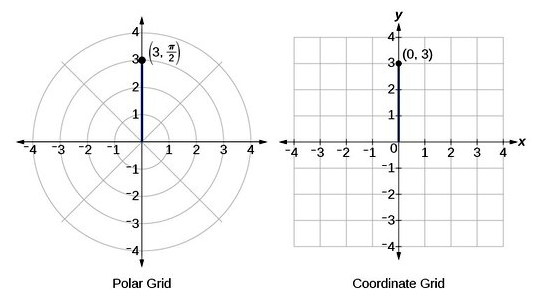 4
3
2
1
(3, π/2)
−4 −3 −2 −1 1 2 3 4
−1
−2
−3
−4
Polar Grid
y
4
3
2
1
(0, 3)
−4 −3 −2 −1 0 1 2 3 4 x
−1
−2
−3
−4
Coordinate Grid